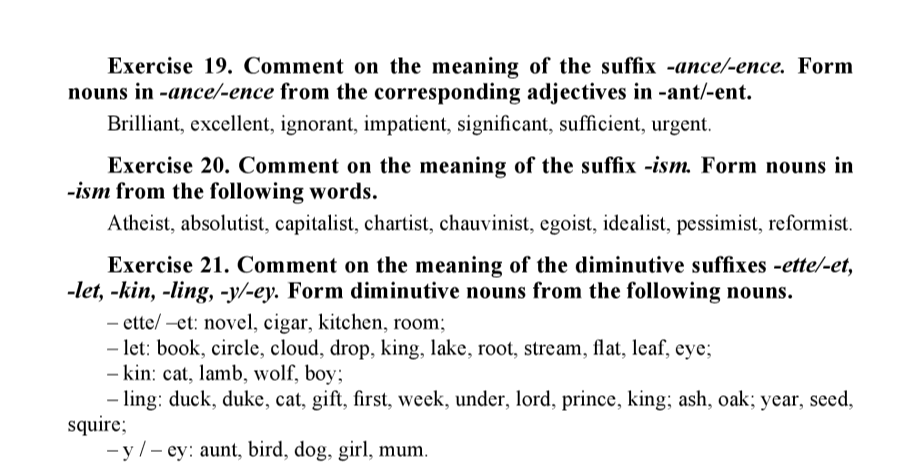 Exercise 19. Comment on the meaning of the suffix -ance/-ence. Form
nouns in -ance/-ence from the corresponding adjectives in -ant/-ent.
Brilliant, excellent, ignorant, impatient, significant, sufficient, urgent.
Exercise 20. Comment on the meaning of the suffix -ism. Form nouns in
-ism from the following words.
Atheist, absolutist, capitalist, chartist, chauvinist, egoist, idealist, pessimist, reformist.
Exercise 21. Comment on the meaning of the diminutive suffixes -ette/-et,
-let, -kin, -ling, -y/-ey. Form diminutive nouns from the following nouns.
– ette/ –et: novel, cigar, kitchen, room;
– let: book, circle, cloud, drop, king, lake, root, stream, flat, leaf, eye;
– kin: cat, lamb, wolf, boy;
– ling: duck, duke, cat, gift, first, week, under, lord, prince, king; ash, oak; year, seed,
squire;
– y / – ey: aunt, bird, dog, girl, mum.